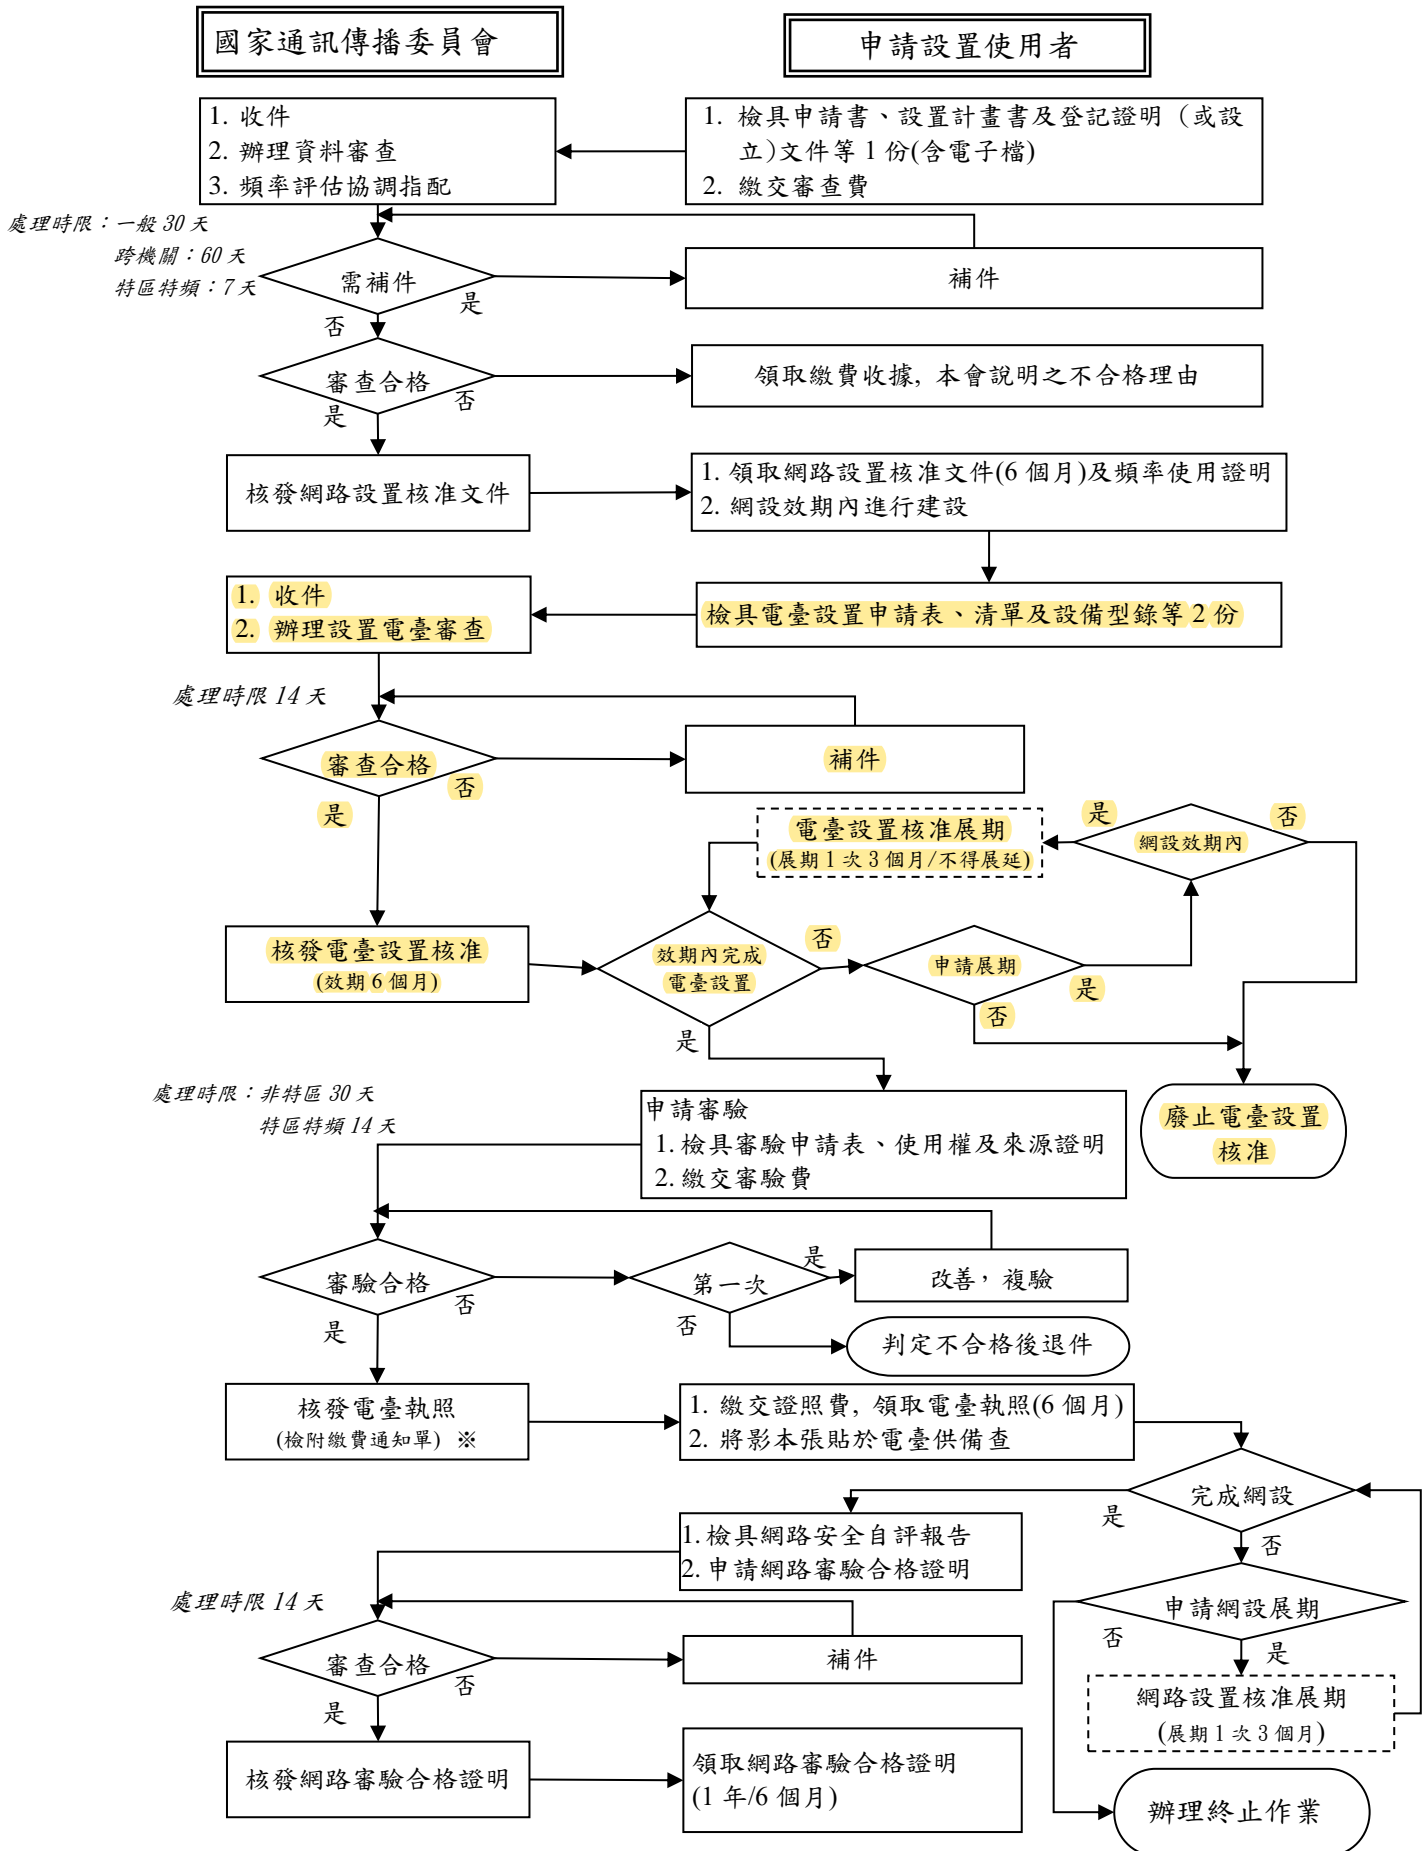 國家通訊傳播委員會
申請設置使用者
1. 收件
2. 辦理資料審查
3. 頻率評估協調指配
1. 檢具申請書、設置計畫書及登記證明（或設
立)文件等 1 份(含電子檔)
2. 繳交審查費
處理時限：一般 30 天
跨機關：60 天
特區特頻：7 天
需補件
是
否
補件
審查合格
否
是
領取繳費收據, 本會說明之不合格理由
核發網路設置核准文件
1. 領取網路設置核准文件(6 個月)及頻率使用證明
2. 網設效期內進行建設
1. 收件
2. 辦理設置電臺審查
檢具電臺設置申請表、清單及設備型錄等 2 份
處理時限 14 天
審查合格
否
是
補件
電臺設置核准展期
(展期 1 次 3 個月/不得展延)
是
網設效期內
否
核發電臺設置核准
(效期 6 個月)
效期內完成
電臺設置
否
是
申請展期
是
否
廢止電臺設置
核准
處理時限：非特區 30 天
特區特頻 14 天
申請審驗
1. 檢具審驗申請表、使用權及來源證明
2. 繳交審驗費
審驗合格
否
是
第一次
是
否
改善，複驗
判定不合格後退件
核發電臺執照
(檢附繳費通知單) ※
1. 繳交證照費, 領取電臺執照(6 個月)
2. 將影本張貼於電臺供備查
完成網設
是
否
1. 檢具網路安全自評報告
2. 申請網路審驗合格證明
申請網設展期
否
是
處理時限 14 天
審查合格
否
是
補件
網路設置核准展期
(展期 1 次 3 個月)
核發網路審驗合格證明
領取網路審驗合格證明
(1 年/6 個月)
辦理終止作業